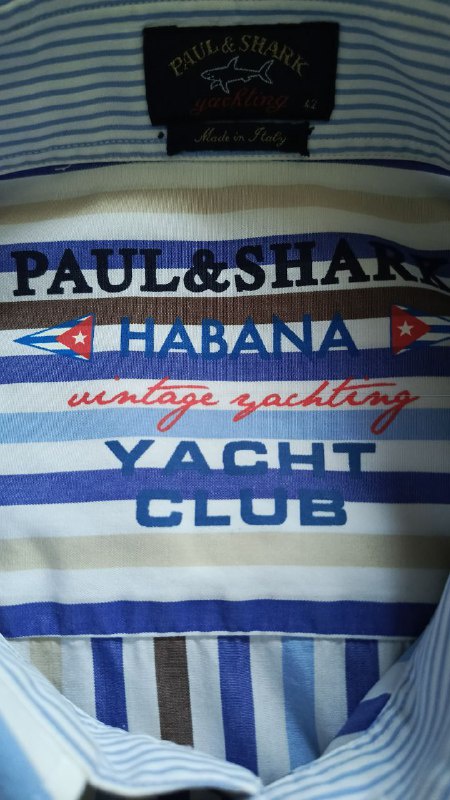 PAUL & SHARK
yachting
42
Made in Italy
PAUL&SHARK
HABANA
vintage yachting
YACHT
CLUB